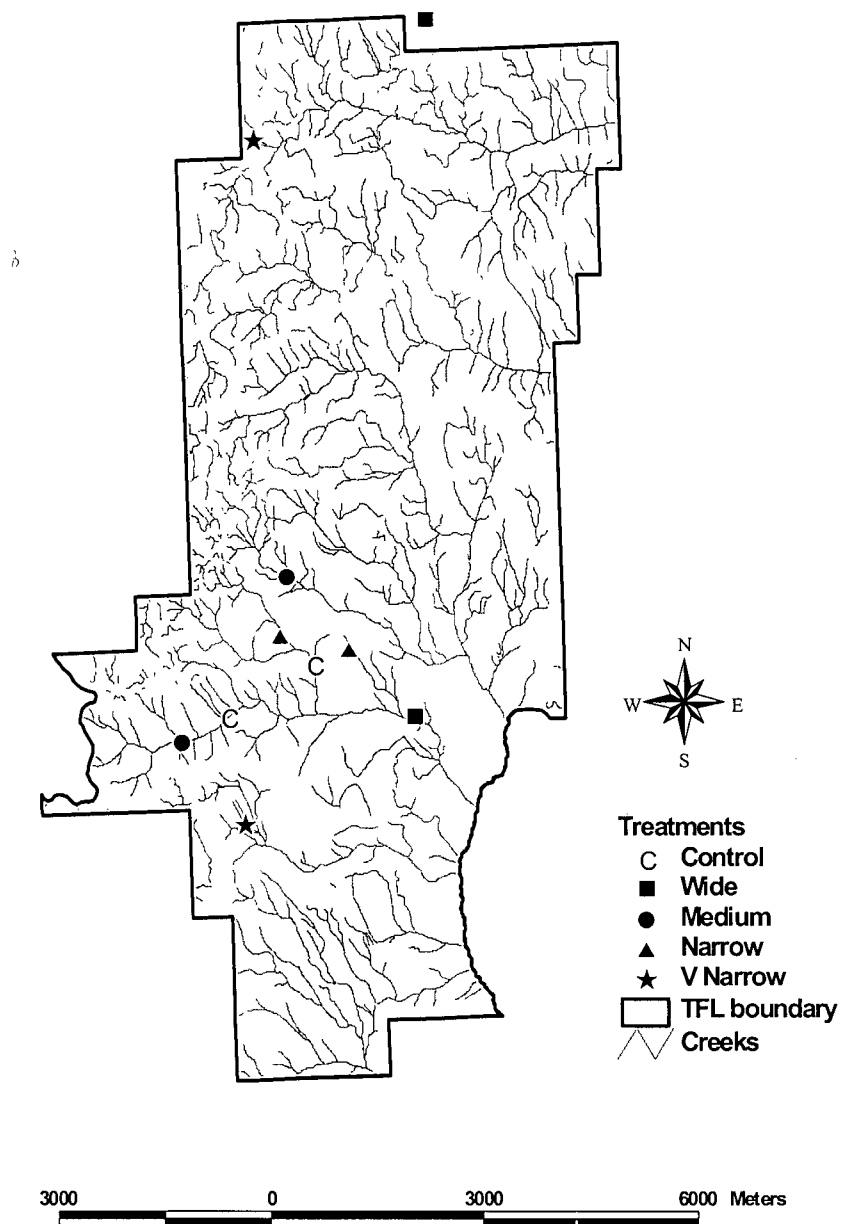 C
C
N
W E
S
Treatments
C Control
Wide
Medium
Narrow
V Narrow
TFL boundary
Creeks
3000 0 3000 6000 Meters